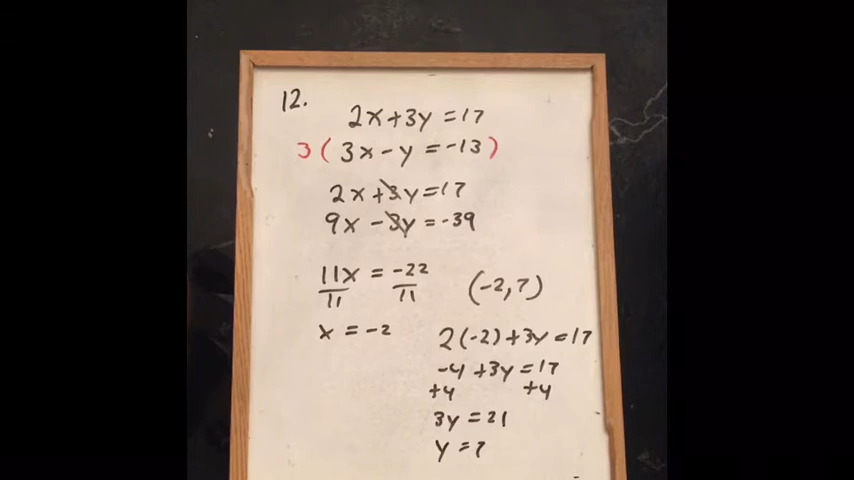 12.
2x+3y=17
3(3x-y=-13)
2x+3y=17
9x-3y=-39
11x=-22
11 11
(-2,7)
x=-2
2(-2)+3y=17
-4+3y=17
+4 +4
3y=21
y=7